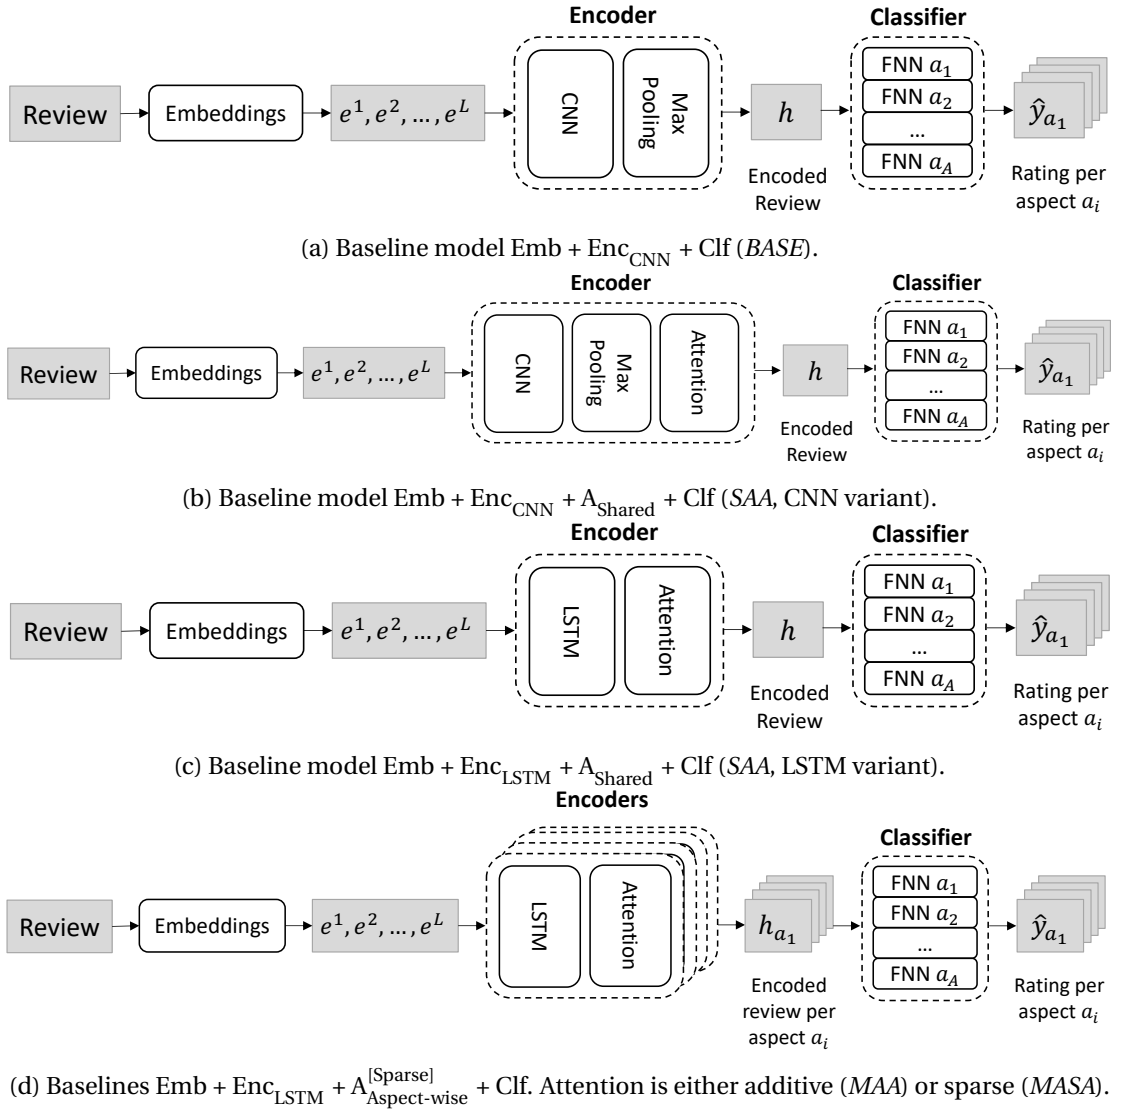 Encoder
Classifier
Review
Embeddings
e^1, e^2, ..., e^L
CNN
Max Pooling
h
Encoded Review
FNN a_1
FNN a_2
...
FNN a_A
ŷ_{a_1}
Rating per aspect a_i
(a) Baseline model Emb + Enc_CNN + Clf (BASE).
Encoder
Classifier
Review
Embeddings
e^1, e^2, ..., e^L
CNN
Max Pooling
Attention
h
Encoded Review
FNN a_1
FNN a_2
...
FNN a_A
ŷ_{a_1}
Rating per aspect a_i
(b) Baseline model Emb + Enc_CNN + A_Shared + Clf (SAA, CNN variant).
Encoder
Classifier
Review
Embeddings
e^1, e^2, ..., e^L
LSTM
Attention
h
Encoded Review
FNN a_1
FNN a_2
...
FNN a_A
ŷ_{a_1}
Rating per aspect a_i
(c) Baseline model Emb + Enc_LSTM + A_Shared + Clf (SAA, LSTM variant).
Encoders
Classifier
Review
Embeddings
e^1, e^2, ..., e^L
LSTM
Attention
h_{a_1}
Encoded review per aspect a_i
FNN a_1
FNN a_2
...
FNN a_A
ŷ_{a_1}
Rating per aspect a_i
(d) Baselines Emb + Enc_LSTM + A^[Sparse]_Aspect-wise + Clf. Attention is either additive (MAA) or sparse (MASA).